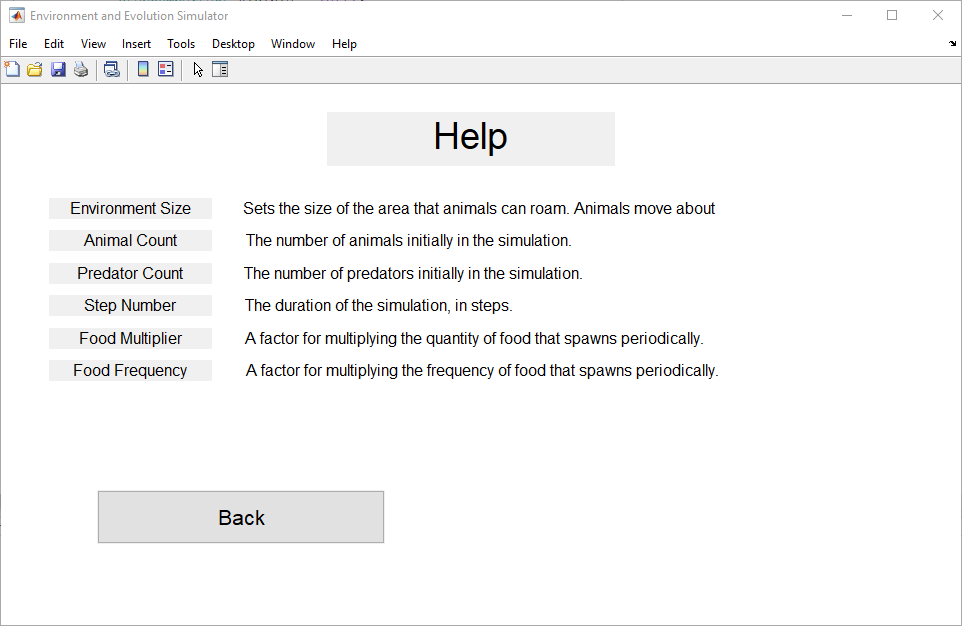 Environment and Evolution Simulator
File Edit View Insert Tools Desktop Window Help
Help
Environment Size Sets the size of the area that animals can roam. Animals move about
Animal Count The number of animals initially in the simulation.
Predator Count The number of predators initially in the simulation.
Step Number The duration of the simulation, in steps.
Food Multiplier A factor for multiplying the quantity of food that spawns periodically.
Food Frequency A factor for multiplying the frequency of food that spawns periodically.
Back